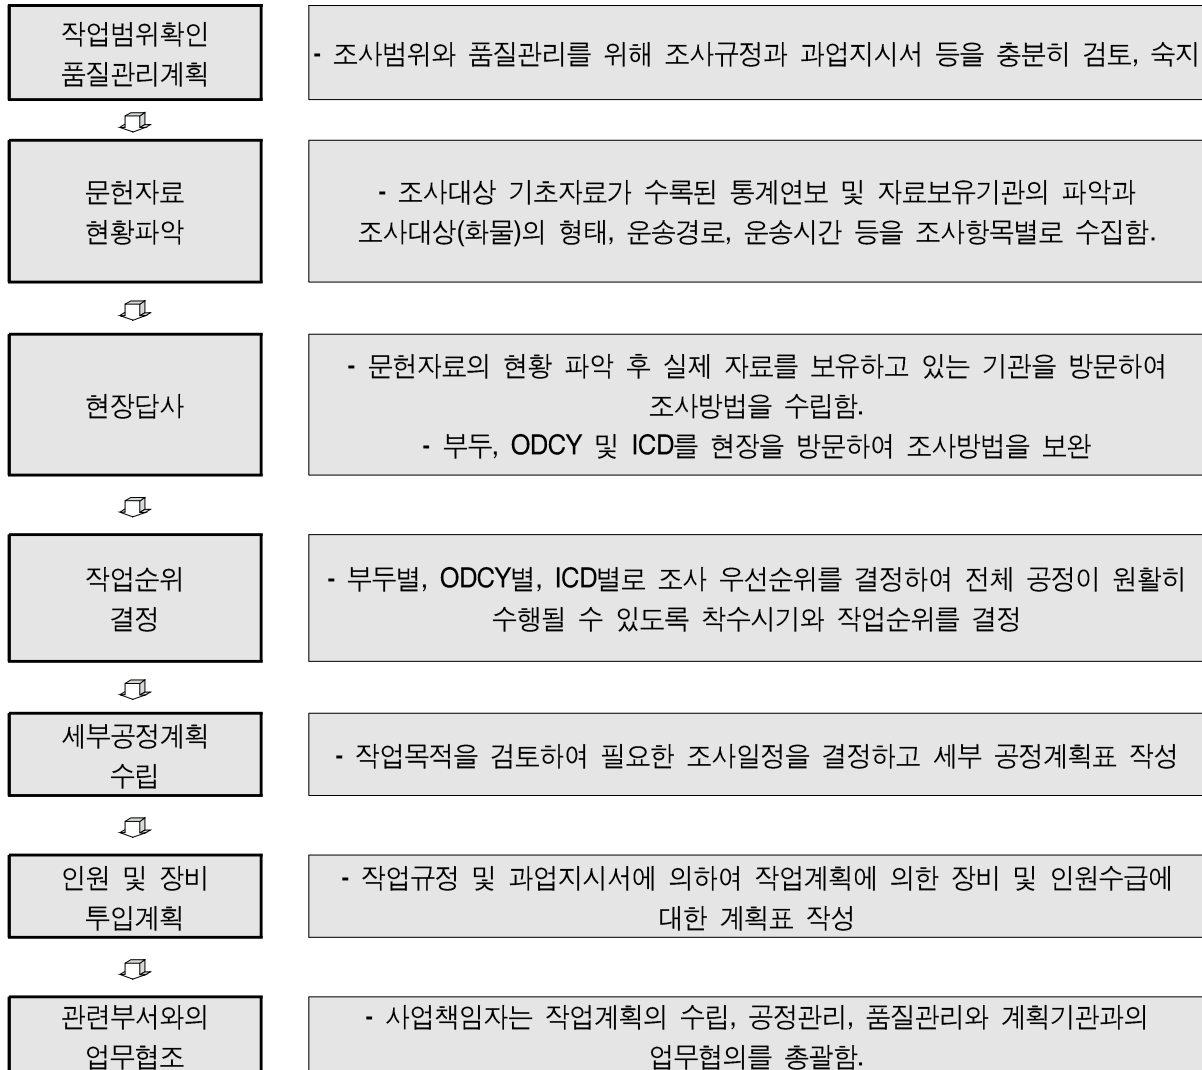 작업범위확인
품질관리계획
- 조사범위와 품질관리를 위해 조사규정과 과업지시서 등을 충분히 검토, 숙지
문헌자료
현황파악
- 조사대상 기초자료가 수록된 통계연보 및 자료보유기관의 파악과
조사대상(화물)의 형태, 운송경로, 운송시간 등을 조사항목별로 수집함.
현장답사
- 문헌자료의 현황 파악 후 실제 자료를 보유하고 있는 기관을 방문하여
조사방법을 수립함.
- 부두, ODCY 및 ICD를 현장을 방문하여 조사방법을 보완
작업순위
결정
- 부두별, ODCY별, ICD별로 조사 우선순위를 결정하여 전체 공정이 원활히
수행될 수 있도록 착수시기와 작업순위를 결정
세부공정계획
수립
- 작업목적을 검토하여 필요한 조사일정을 결정하고 세부 공정계획표 작성
인원 및 장비
투입계획
- 작업규정 및 과업지시서에 의하여 작업계획에 의한 장비 및 인원수급에
대한 계획표 작성
관련부서와의
업무협조
- 사업책임자는 작업계획의 수립, 공정관리, 품질관리와 계획기관과의
업무협의를 총괄함.